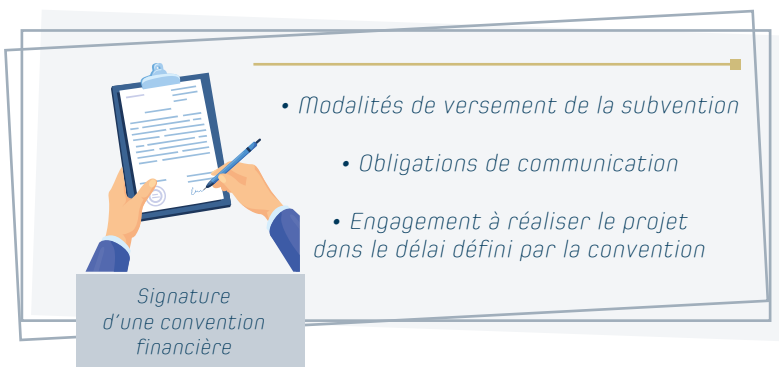 • Modalités de versement de la subvention
• Obligations de communication
• Engagement à réaliser le projet
dans le délai défini par la convention
Signature
d'une convention
financière